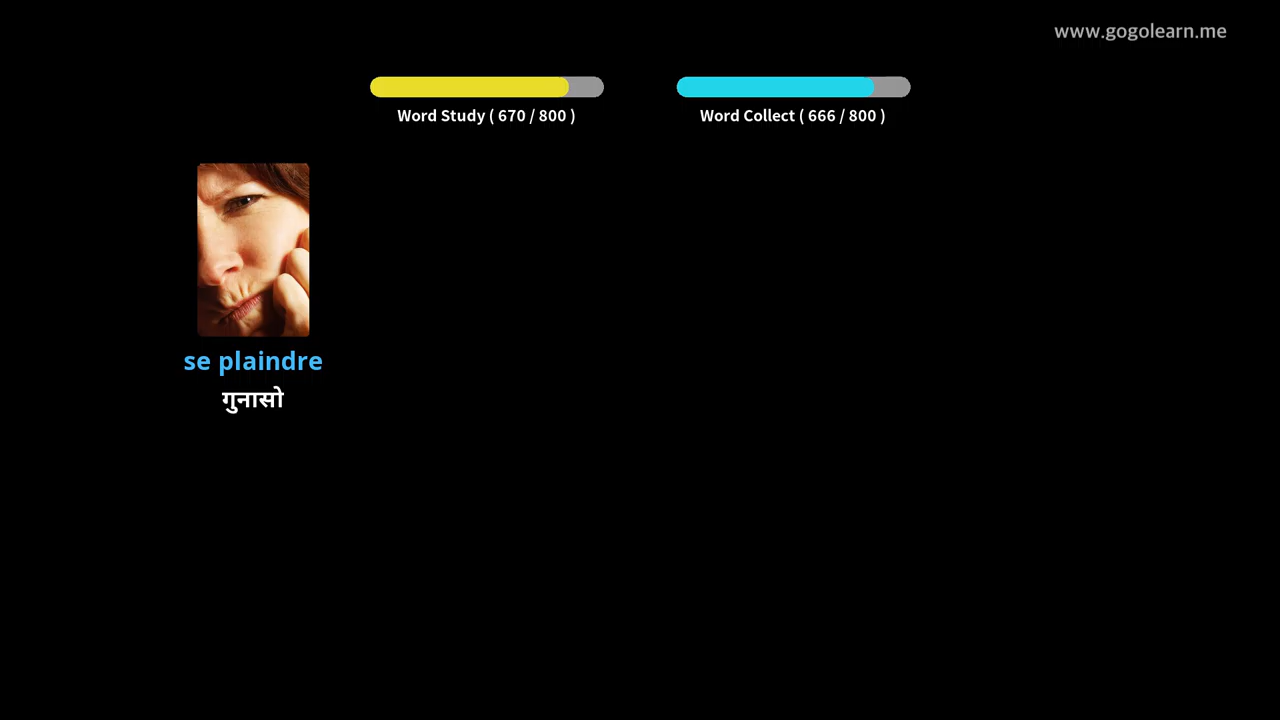 www.gogolearn.me
Word Study ( 670 / 800 )
Word Collect ( 666 / 800 )
se plaindre
गुनासो